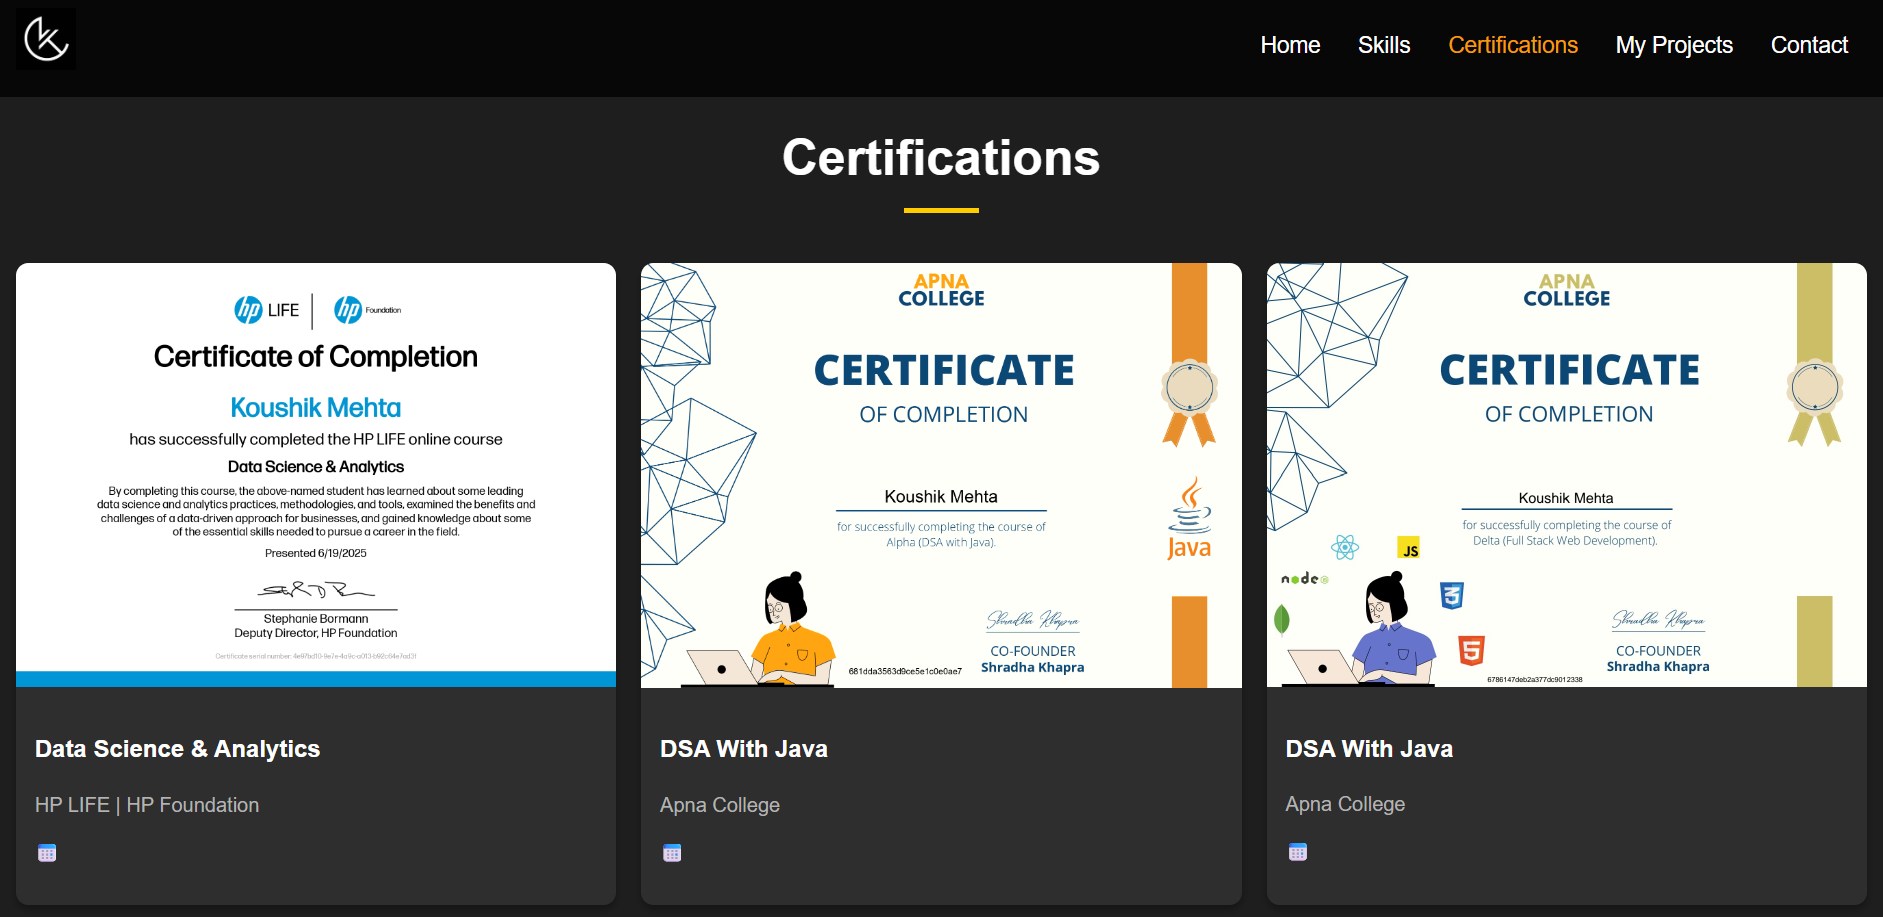 Home Skills Certifications My Projects Contact
Certifications
hp LIFE hp Foundation
Certificate of Completion
Koushik Mehta
has successfully completed the HP LIFE online course
Data Science & Analytics
By completing this course, the above-named student has learned about some leading
data science and analytics practices, methodologies, and tools, examined the benefits and
challenges of a data-driven approach for businesses, and gained knowledge about some
of the essential skills needed to pursue a career in the field.
Presented 6/19/2025
Stephanie Bormann
Deputy Director, HP Foundation
Certificate serial number:
Data Science & Analytics
HP LIFE | HP Foundation
APNA
COLLEGE
CERTIFICATE
OF COMPLETION
Koushik Mehta
for successfully completing the course of
Alpha (DSA with Java).
Java
Shradha Khapra
CO-FOUNDER
Shradha Khapra
681dda3563d9ce5e1c0e0ae7
DSA With Java
Apna College
APNA
COLLEGE
CERTIFICATE
OF COMPLETION
Koushik Mehta
for successfully completing the course of
Delta (Full Stack Web Development).
JS
node
3
5
Shradha Khapra
CO-FOUNDER
Shradha Khapra
6786147deb2a377dc9012338
DSA With Java
Apna College